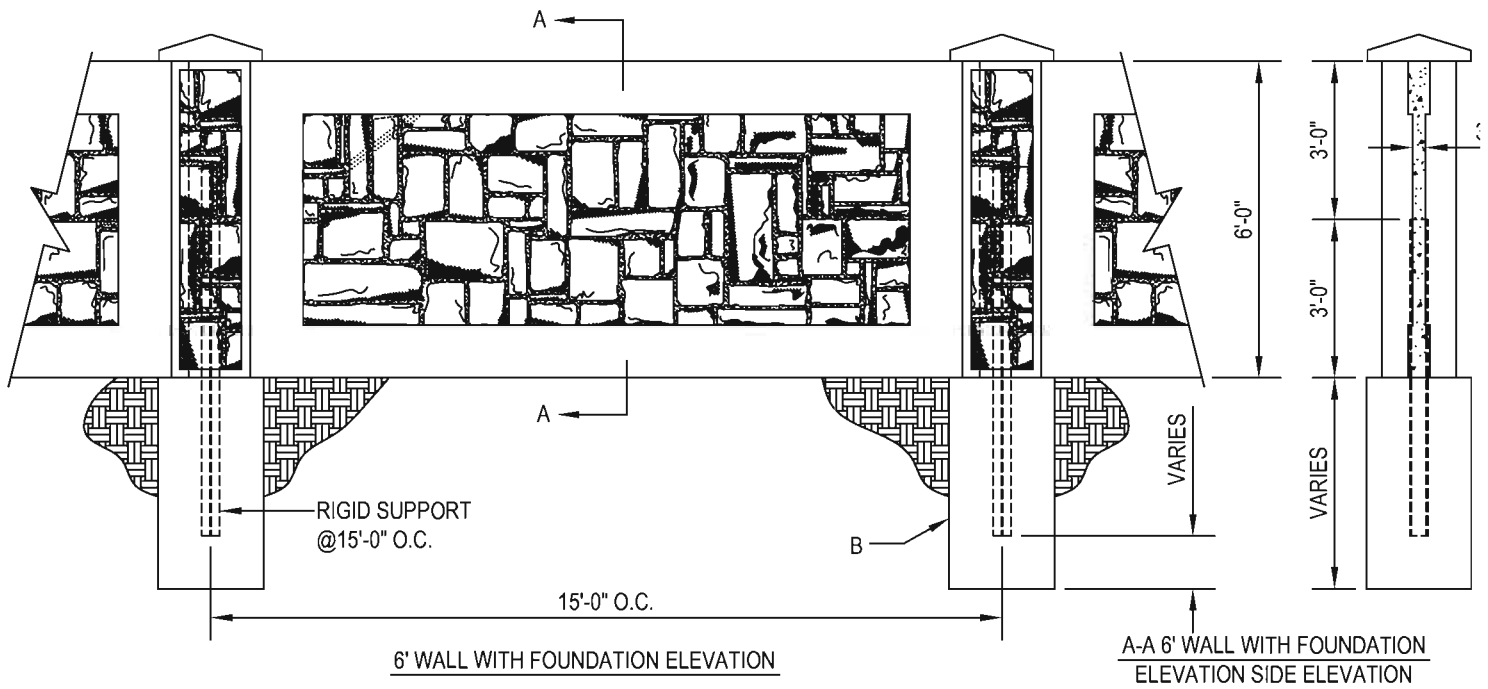 A
A
RIGID SUPPORT
@15'-0" O.C.
B
15'-0" O.C.
6' WALL WITH FOUNDATION ELEVATION
6'-0"
VARIES
3'-0"
3'-0"
VARIES
A-A 6' WALL WITH FOUNDATION
ELEVATION SIDE ELEVATION